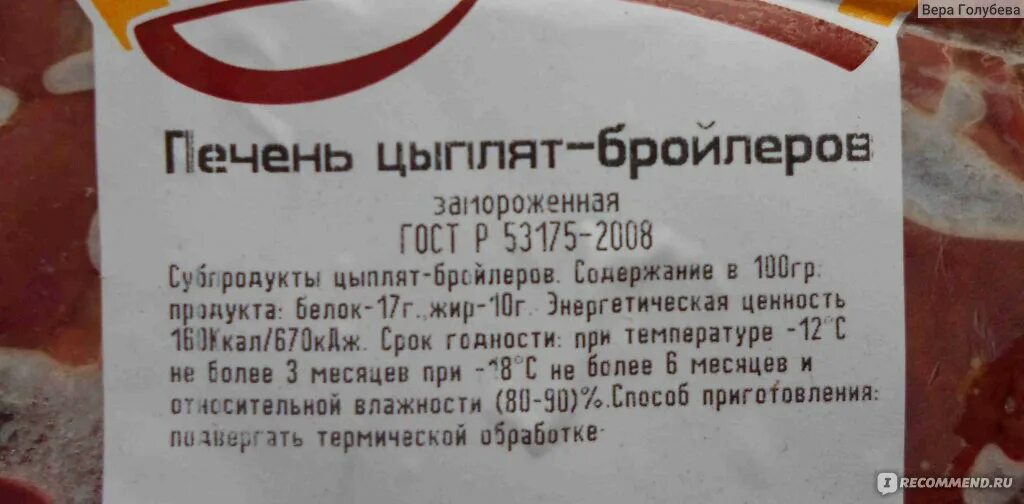 Вера Голубева
Печень цыплят-бройлеров
замороженная
ГОСТ Р 53175-2008
Субпродукты цыплят-бройлеров. Содержание в 100гр.
продукта: белок-17г.,жир-10г. Энергетическая ценность
160Ккал/670кДж. Срок годности: при температуре -12°С
не более 3 месяцев при -18°С не более 6 месяцев и
относительной влажности (80-90)%.Способ приготовления:
подвергать термической обработке
IRECOMMEND.RU